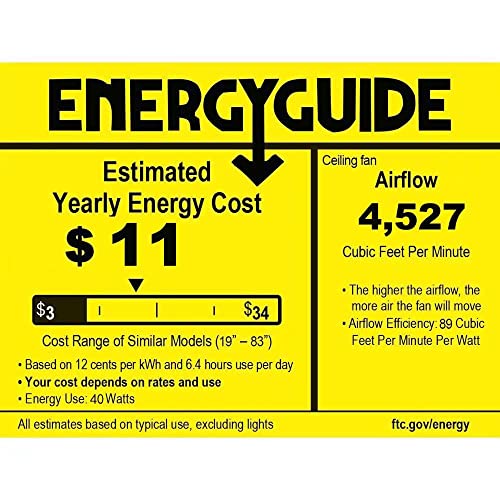 ENERGYGUIDE
Estimated
Yearly Energy Cost
$ 11
$3 $34
Cost Range of Similar Models (19” – 83”)
• Based on 12 cents per kWh and 6.4 hours use per day
• Your cost depends on rates and use
• Energy Use: 40 Watts
Ceiling fan
Airflow
4,527
Cubic Feet Per Minute
• The higher the airflow, the
more air the fan will move
• Airflow Efficiency: 89 Cubic
Feet Per Minute Per Watt
All estimates based on typical use, excluding lights
ftc.gov/energy